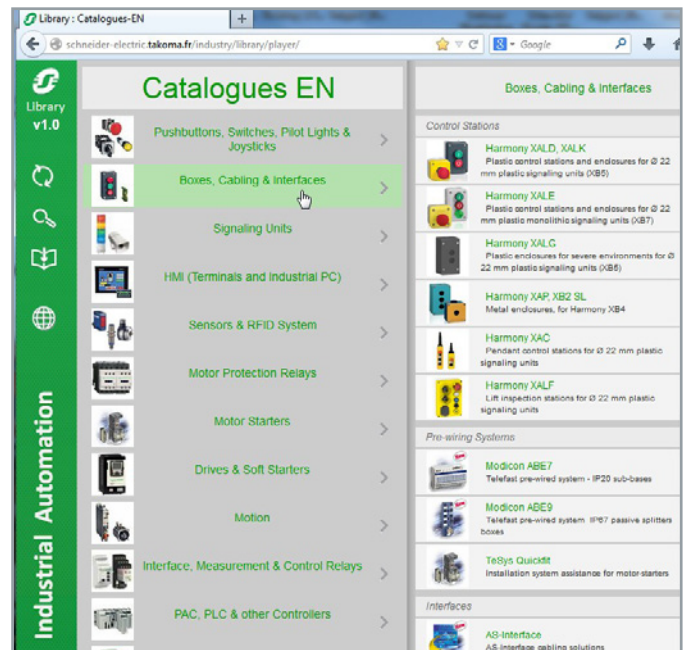 Library : Catalogues-EN
+
schneider-electric.takoma.fr/industry/library/player/
Google
Library
v1.0
Industrial Automation
Catalogues EN
Pushbuttons, Switches, Pilot Lights &
Joysticks
Boxes, Cabling & Interfaces
Signaling Units
HMI (Terminals and Industrial PC)
Sensors & RFID System
Motor Protection Relays
Motor Starters
Drives & Soft Starters
Motion
Interface, Measurement & Control Relays
PAC, PLC & other Controllers
Boxes, Cabling & Interfaces
Control Stations
Harmony XALD, XALK
Plastic control stations and enclosures for Ø 22
mm plastic signaling units (XB5)
Harmony XALE
Plastic control stations and enclosures for Ø 22
mm plastic monolithic signaling units (XB7)
Harmony XALG
Plastic enclosures for severe environments for Ø
22 mm plastic signaling units (XB5)
Harmony XAP, XB2 SL
Metal enclosures, for Harmony XB4
Harmony XAC
Pendant control stations for Ø 22 mm plastic
signaling units
Harmony XALF
Lift inspection stations for Ø 22 mm plastic
signaling units
Pre-wiring Systems
Modicon ABE7
Telefast pre-wired system - IP20 sub-bases
Modicon ABE9
Telefast pre-wired system IP67 passive splitters
boxes
TeSys Quickfit
Installation system assistance for motor-starters
Interfaces
AS-Interface
AS-Interface cabling solutions